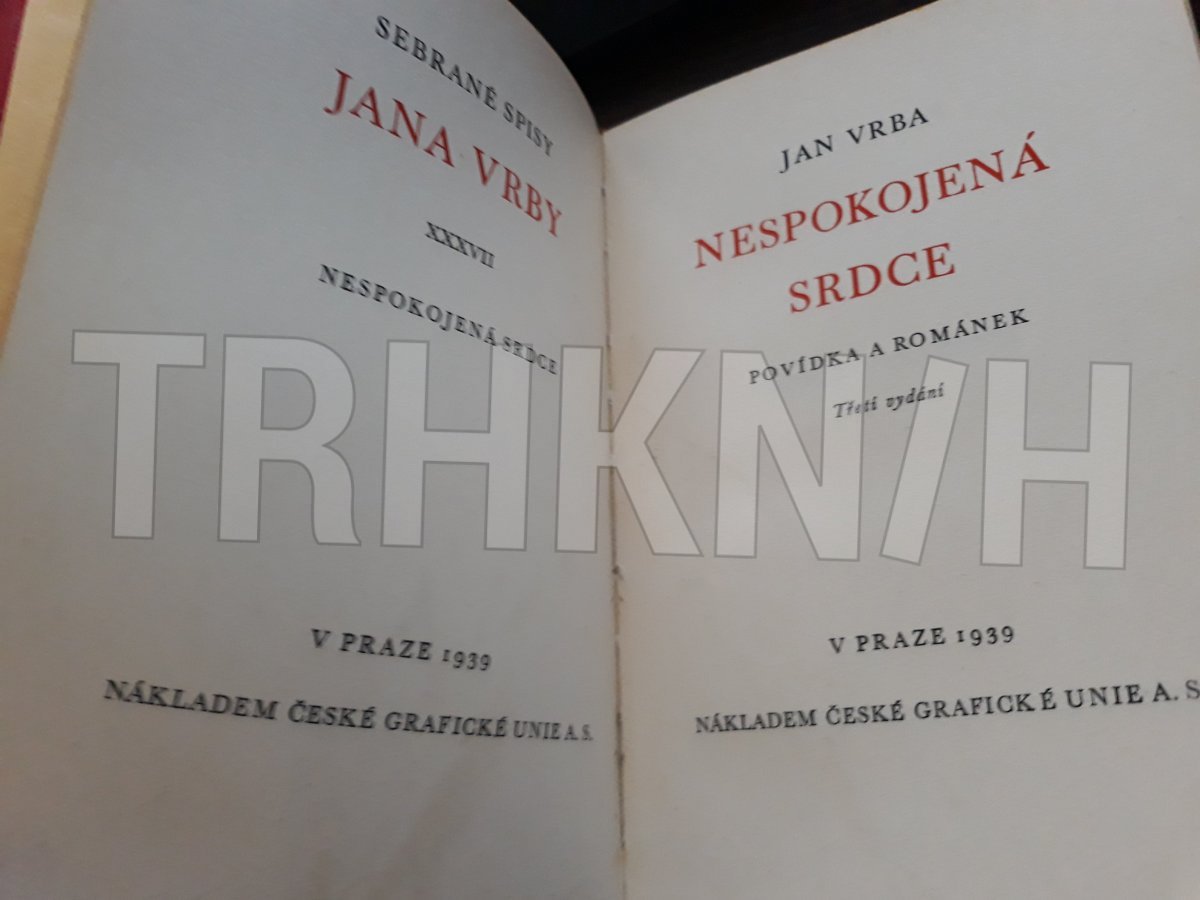 SEBRANÉ SPISY
JANA VRBY
XXXVII
NESPOKOJENÁ SRDCE
V PRAZE 1939
NÁKLADEM ČESKÉ GRAFICKÉ UNIE A. S.
JAN VRBA
NESPOKOJENÁ
SRDCE
POVÍDKA A ROMÁNEK
Třetí vydání
V PRAZE 1939
NÁKLADEM ČESKÉ GRAFICKÉ UNIE A. S
TRHKNIH